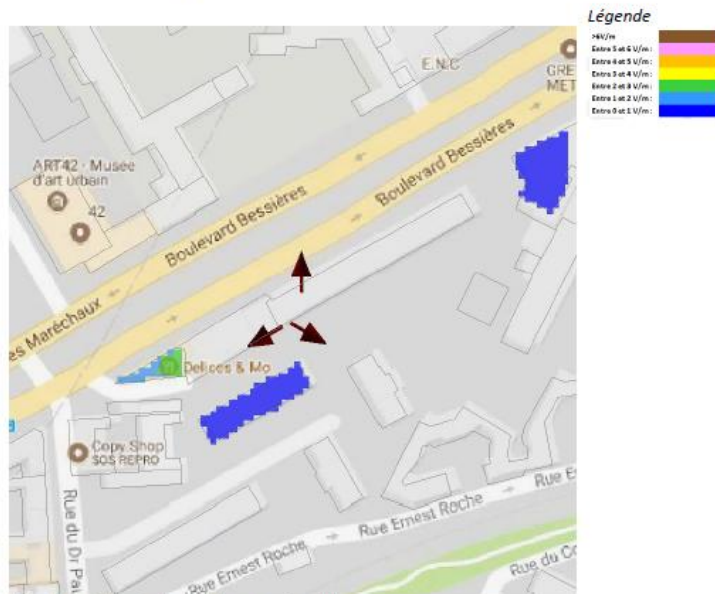 Légende
>6V/m
Entre 5 et 6 V/m :
Entre 4 et 5 V/m :
Entre 3 et 4 V/m :
Entre 2 et 3 V/m :
Entre 1 et 2 V/m :
Entre 0 et 1 V/m :
E.N.C
GRE
MET
ART42 - Musée
d'art urbain
42
Boulevard Bessières
Boulevard Bessières
es Maréchaux
Delices & Mo
Copy Shop
SOS REPRO
Rue du Dr Pau
Rue Ernest Roche
Rue Ernest Roche
Rue E
Rue du Co